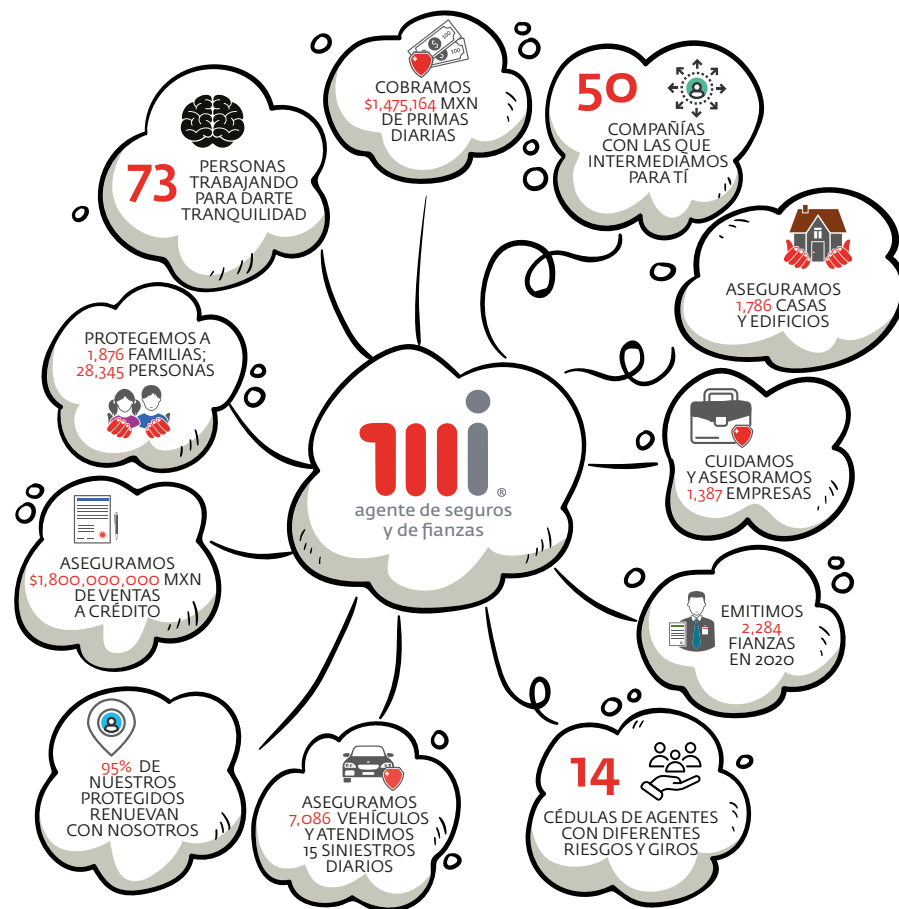 COBRAMOS
$1,475,164 MXN
DE PRIMAS
DIARIAS
50
COMPAÑÍAS
CON LAS QUE
INTERMEDIAMOS
PARA TÍ
73
PERSONAS
TRABAJANDO
PARA DARTE
TRANQUILIDAD
ASEGURAMOS
1,786 CASAS
Y EDIFICIOS
PROTEGEMOS A
1,876 FAMILIAS;
28,345 PERSONAS
mi®
agente de seguros
y de fianzas
CUIDAMOS
Y ASESORAMOS
1,387 EMPRESAS
ASEGURAMOS
$1,800,000,000 MXN
DE VENTAS
A CRÉDITO
EMITIMOS
2,284
FIANZAS
EN 2020
95% DE
NUESTROS
PROTEGIDOS
RENUEVAN
CON NOSOTROS
ASEGURAMOS
7,086 VEHÍCULOS
Y ATENDIMOS
15 SINIESTROS
DIARIOS
14
CÉDULAS DE AGENTES
CON DIFERENTES
RIESGOS Y GIROS